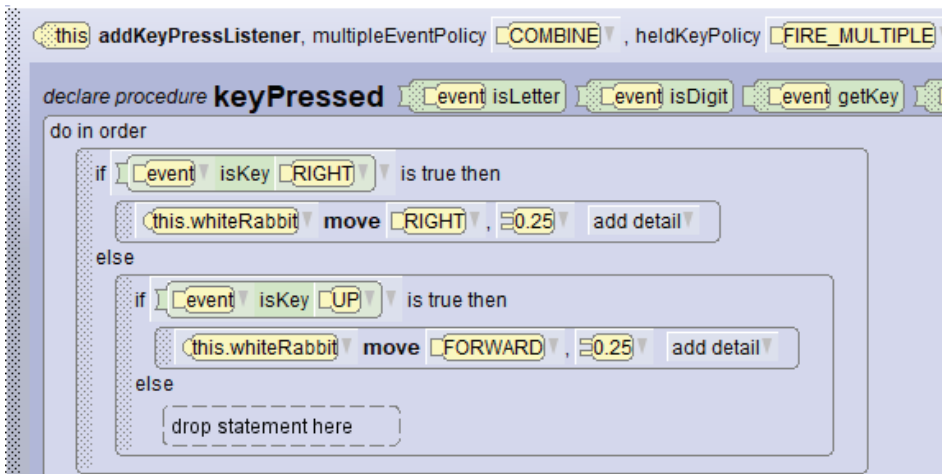 this addKeyPressListener, multipleEventPolicy COMBINE , heldKeyPolicy FIRE_MULTIPLE
declare procedure keyPressed event isLetter event isDigit event getKey
do in order
if event isKey RIGHT is true then
this.whiteRabbit move RIGHT , 0.25 add detail
else
if event isKey UP is true then
this.whiteRabbit move FORWARD , 0.25 add detail
else
drop statement here